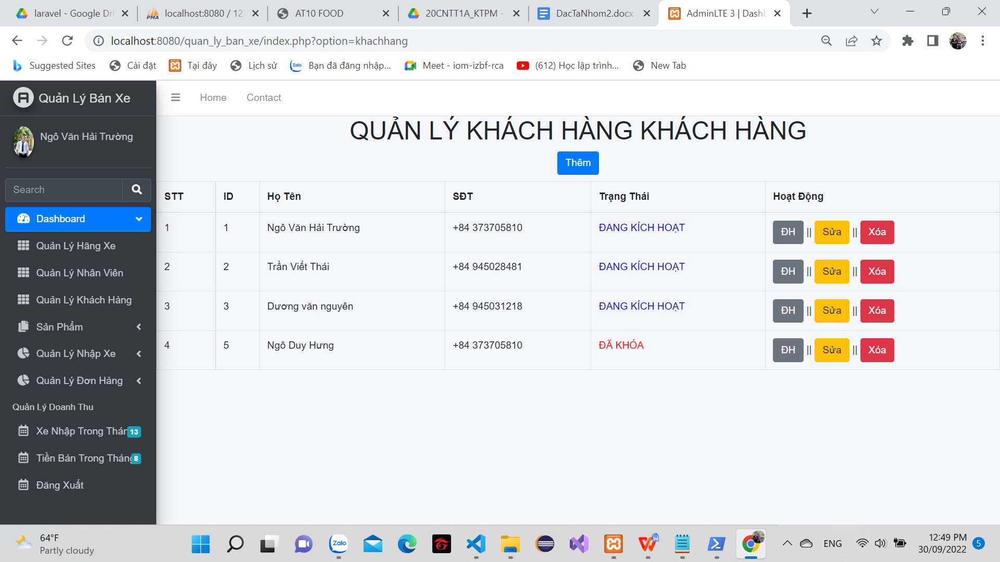 laravel - Google Dri
localhost:8080 / 127
AT10 FOOD
20CNTT1A_KTPM -
DacTaNhom2.docx
AdminLTE 3 | Dashb
localhost:8080/quan_ly_ban_xe/index.php?option=khachhang
Suggested Sites
Cài đặt
Tại đây
Lịch sử
Zalo
Bạn đã đăng nhập...
Meet - iom-izbf-rca
(612) Học lập trình...
New Tab
Quản Lý Bán Xe
Home
Contact
Ngô Văn Hải Trường
Search
Dashboard
Quản Lý Hãng Xe
Quản Lý Nhân Viên
Quản Lý Khách Hàng
Sản Phẩm
Quản Lý Nhập Xe
Quản Lý Đơn Hàng
Quản Lý Doanh Thu
Xe Nhập Trong Thán 13
Tiền Bán Trong Tháng 8
Đăng Xuất
QUẢN LÝ KHÁCH HÀNG KHÁCH HÀNG
Thêm
STT ID Họ Tên SĐT Trạng Thái Hoạt Động
1 1 Ngô Văn Hải Trường +84 373705810 ĐANG KÍCH HOẠT ĐH || Sửa || Xóa
2 2 Trần Viết Thái +84 945028481 ĐANG KÍCH HOẠT ĐH || Sửa || Xóa
3 3 Dương văn nguyên +84 945031218 ĐANG KÍCH HOẠT ĐH || Sửa || Xóa
4 5 Ngô Duy Hưng +84 373705810 ĐÃ KHÓA ĐH || Sửa || Xóa
64°F
Partly cloudy
Zalo
ENG
12:49 PM
30/09/2022
5